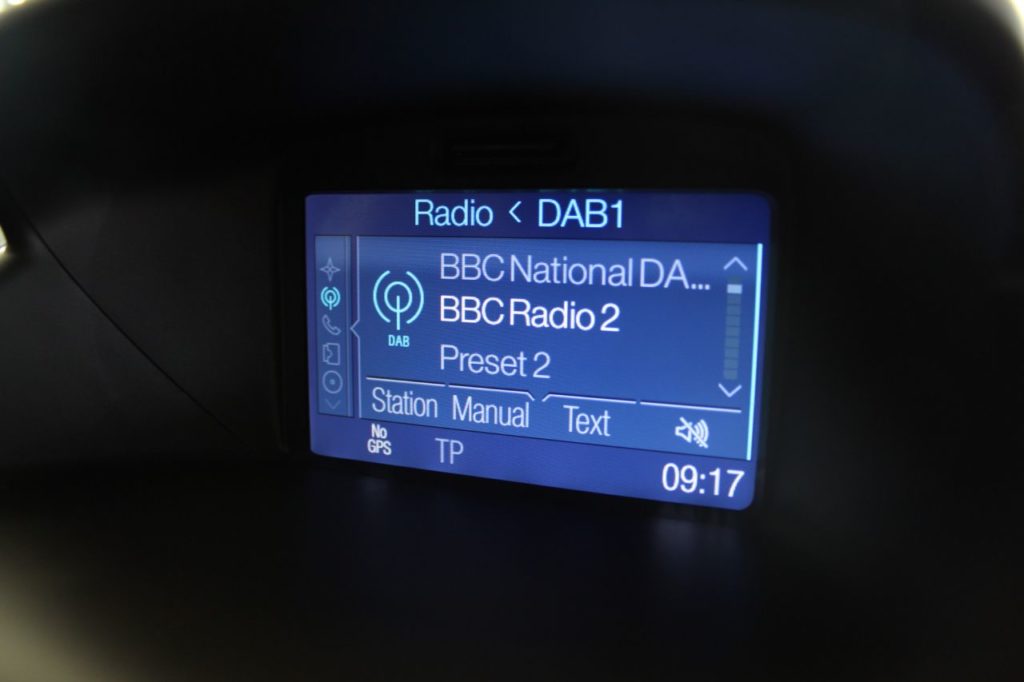 Radio < DAB1
BBC National DA...
BBC Radio 2
DAB
Preset 2
Station Manual Text
No GPS TP
09:17